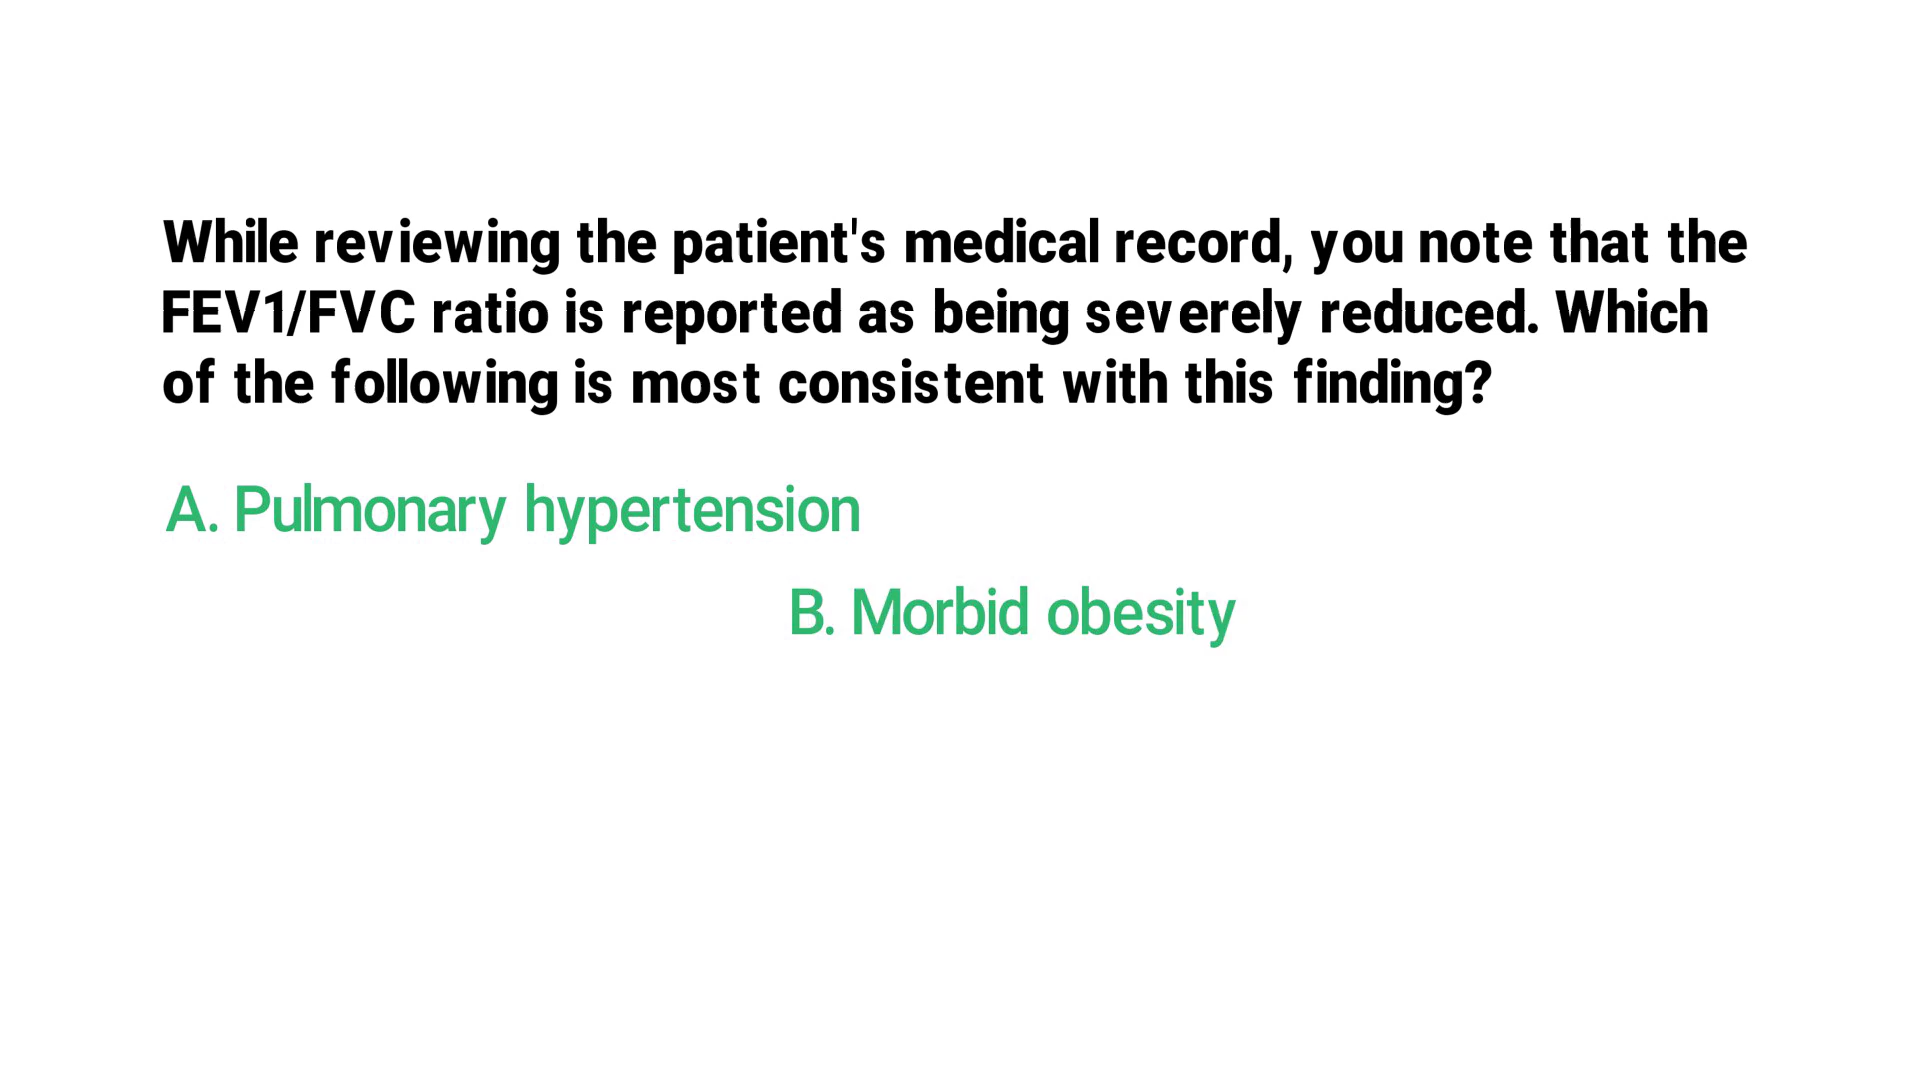 While reviewing the patient's medical record, you note that the
FEV1/FVC ratio is reported as being severely reduced. Which
of the following is most consistent with this finding?
A. Pulmonary hypertension
B. Morbid obesity